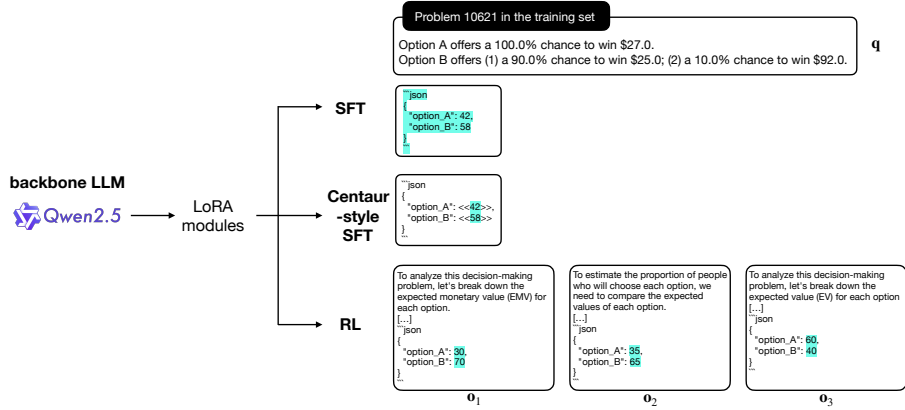 Problem 10621 in the training set
Option A offers a 100.0% chance to win $27.0.
Option B offers (1) a 90.0% chance to win $25.0; (2) a 10.0% chance to win $92.0.
q
SFT
```json
{
"option_A": 42,
"option_B": 58
}
```
backbone LLM
Qwen2.5
LoRA
modules
Centaur
-style
SFT
```json
{
"option_A": <<42>>,
"option_B": <<58>>
}
```
RL
To analyze this decision-making
problem, let's break down the
expected monetary value (EMV) for
each option.
[...]
```json
{
"option_A": 30,
"option_B": 70
}
```
o1
To estimate the proportion of people
who will choose each option, we
need to compare the expected
values of each option.
[...]
```json
{
"option_A": 35,
"option_B": 65
}
```
o2
To analyze this decision-making
problem, let's break down the
expected value (EV) for each option
[...]
```json
{
"option_A": 60,
"option_B": 40
}
```
o3